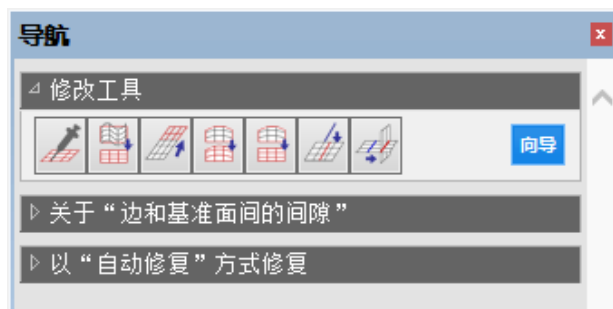 导航
修改工具
向导
关于“边和基准面间的间隙”
以“自动修复”方式修复